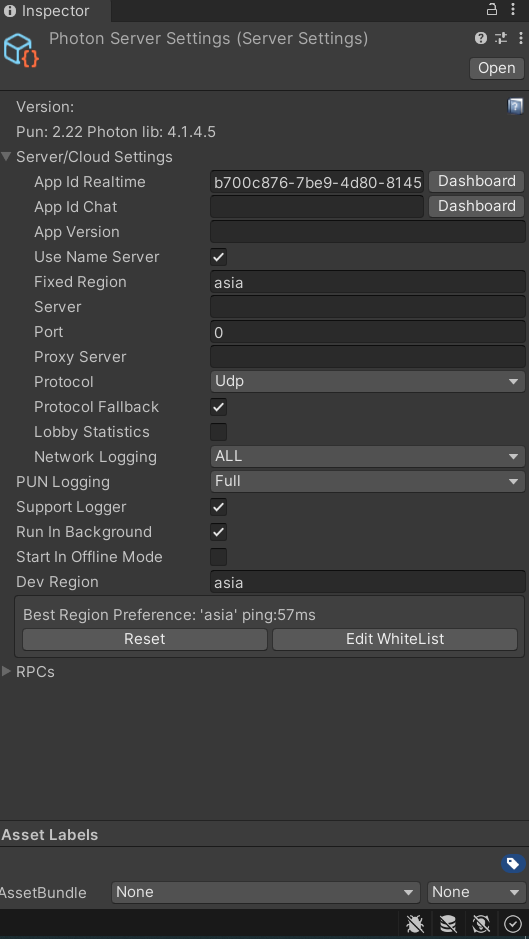 Inspector
Photon Server Settings (Server Settings)
Open
Version:
Pun: 2.22 Photon lib: 4.1.4.5
Server/Cloud Settings
App Id Realtime b700c876-7be9-4d80-8145 Dashboard
App Id Chat Dashboard
App Version
Use Name Server
Fixed Region asia
Server
Port 0
Proxy Server
Protocol Udp
Protocol Fallback
Lobby Statistics
Network Logging ALL
PUN Logging Full
Support Logger
Run In Background
Start In Offline Mode
Dev Region asia
Best Region Preference: 'asia' ping:57ms
Reset Edit WhiteList
RPCs
Asset Labels
AssetBundle None None